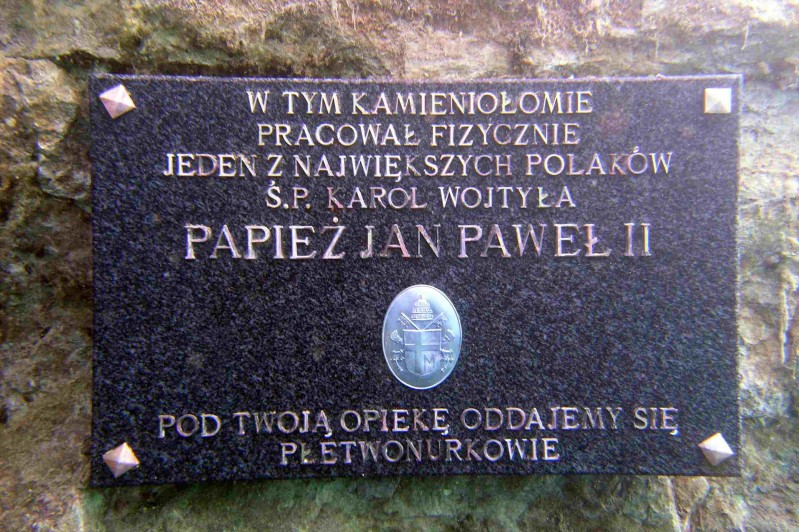 W TYM KAMIENIOŁOMIE
PRACOWAŁ FIZYCZNIE
JEDEN Z NAJWIĘKSZYCH POLAKÓW
Ś.P. KAROL WOJTYŁA
PAPIEŻ JAN PAWEŁ II
M
POD TWOJĄ OPIEKĘ ODDAJEMY SIĘ
PŁETWONURKOWIE